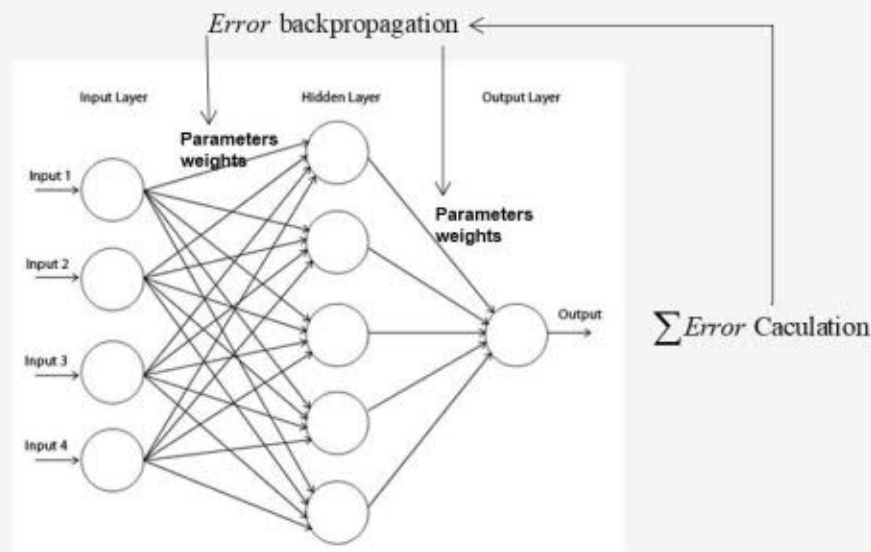 Error backpropagation
Input Layer
Hidden Layer
Output Layer
Parameters
weights
Input 1
Parameters
weights
Input 2
Output
∑Error Caculation
Input 3
Input 4